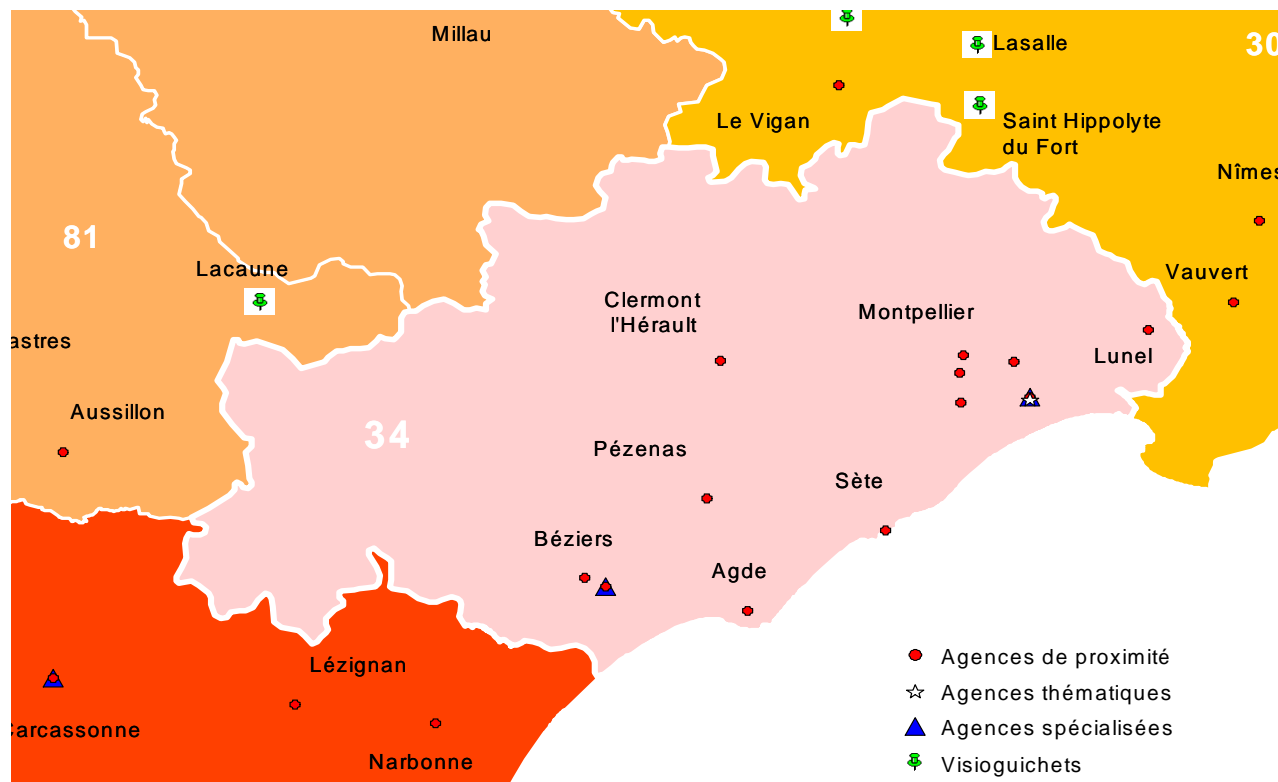 Millau
Lasalle
30
Le Vigan
Saint Hippolyte
du Fort
Nîmes
81
Lacaune
Vauvert
Clermont
l'Hérault
Montpellier
astres
Lunel
Aussillon
34
Pézenas
Sète
Béziers
Agde
Lézignan
Carcassonne
Narbonne
Agences de proximité
Agences thématiques
Agences spécialisées
Visioguichets